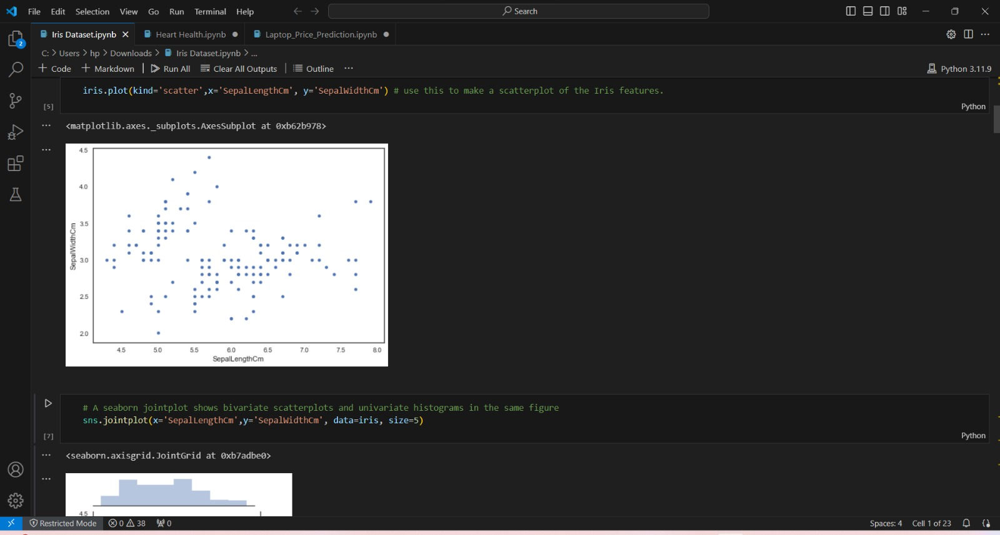 File Edit Selection View Go Run Terminal Help
Search
Iris Dataset.ipynb
Heart Health.ipynb
Laptop_Price_Prediction.ipynb
2
C: > Users > hp > Downloads > Iris Dataset.ipynb > ...
+ Code + Markdown | Run All Clear All Outputs | Outline ...
Python 3.11.9
iris.plot(kind='scatter',x='SepalLengthCm', y='SepalWidthCm') # use this to make a scatterplot of the Iris features.
[5]
Python
<matplotlib.axes._subplots.AxesSubplot at 0xb62b978>
4.5
4.0
3.5
3.0
2.5
2.0
SepalWidthCm
4.5 5.0 5.5 6.0 6.5 7.0 7.5 8.0
SepalLengthCm
# A seaborn jointplot shows bivariate scatterplots and univariate histograms in the same figure
sns.jointplot(x='SepalLengthCm',y='SepalWidthCm', data=iris, size=5)
[7]
Python
<seaborn.axisgrid.JointGrid at 0xb7adbe0>
4.5
Restricted Mode 0 38 0
Spaces: 4 Cell 1 of 23